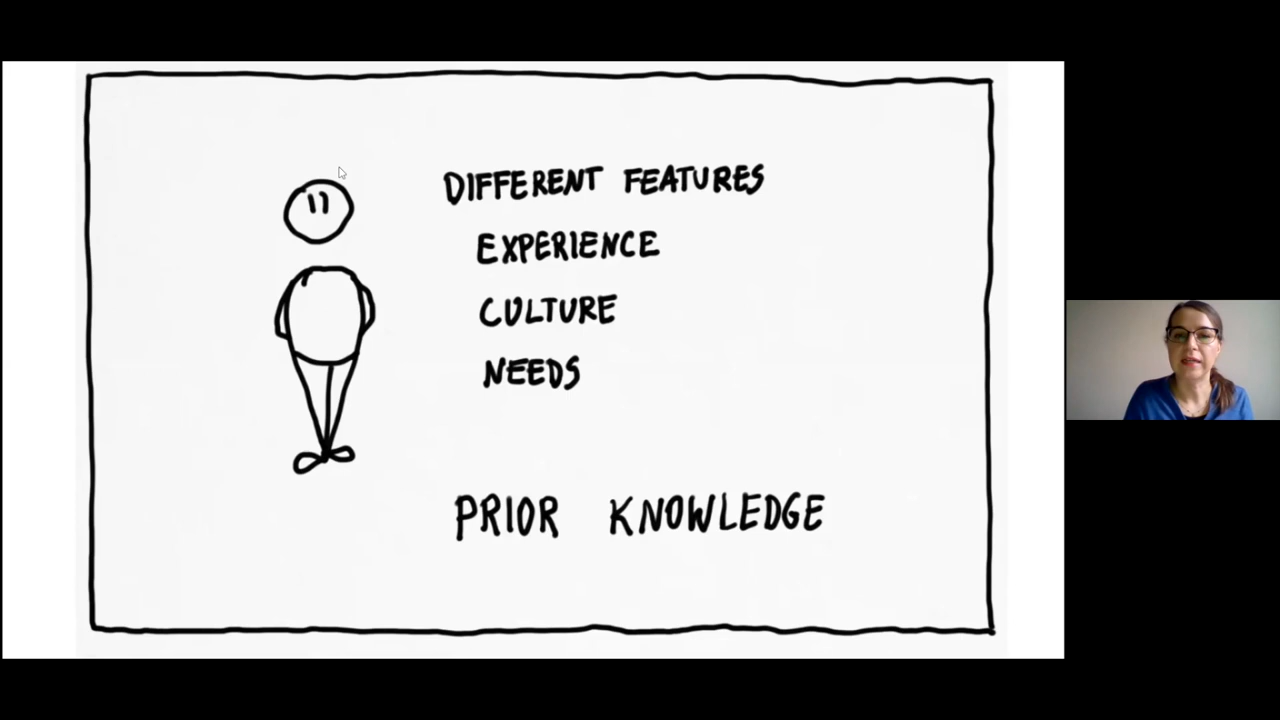 DIFFERENT FEATURES
EXPERIENCE
CULTURE
NEEDS
PRIOR KNOWLEDGE